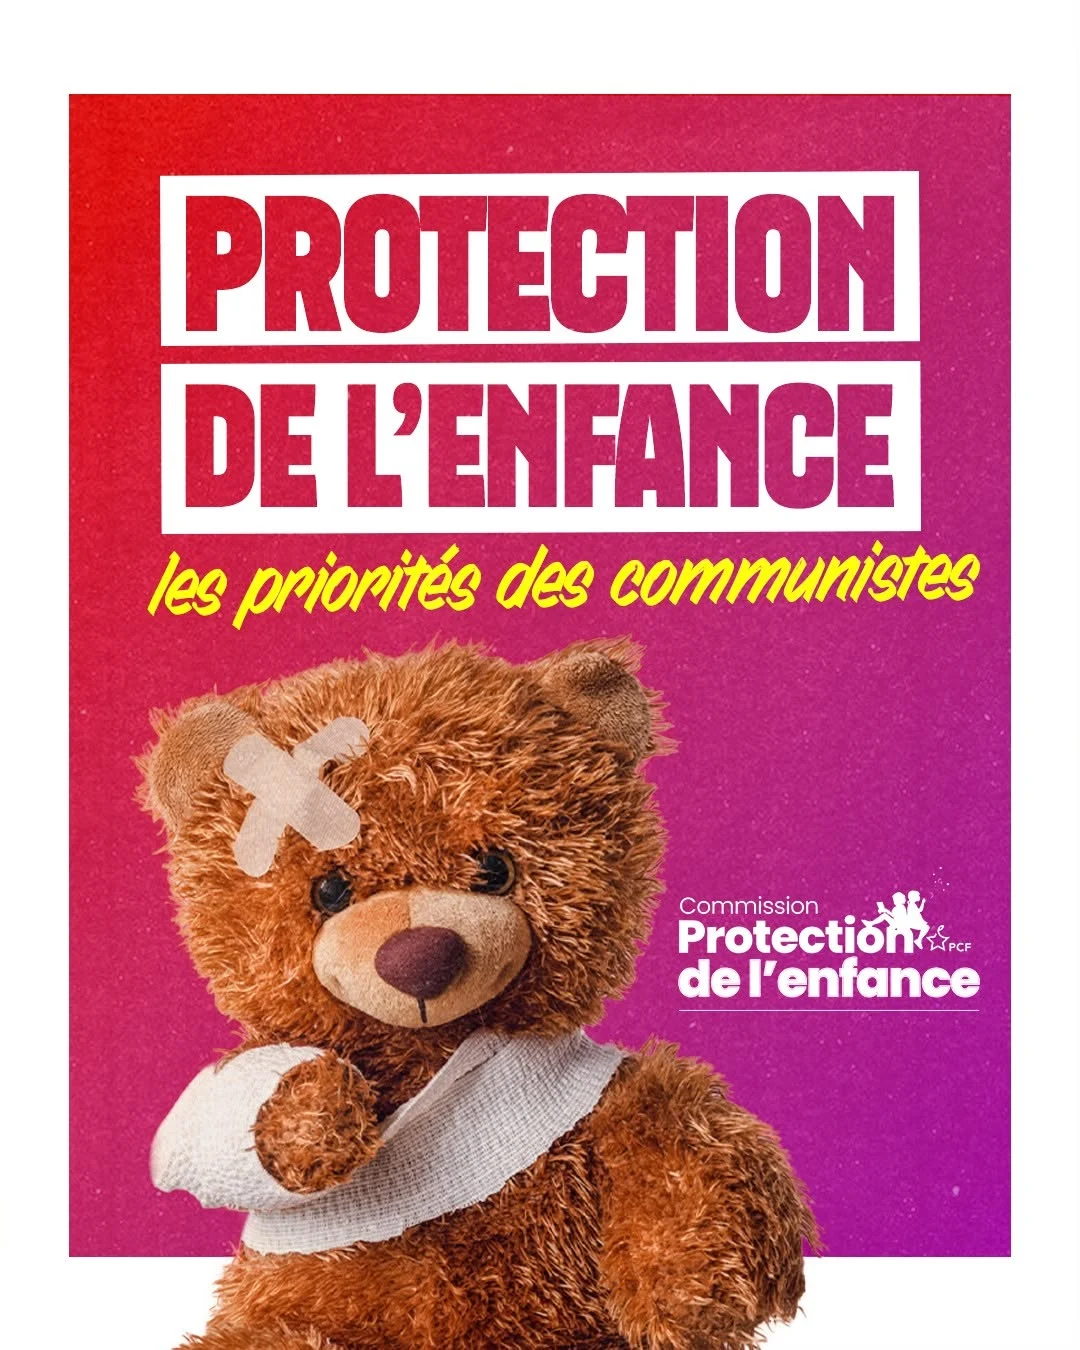 PROTECTION
DE L'ENFANCE
les priorités des communistes
Commission
Protection
PCF
de l'enfance